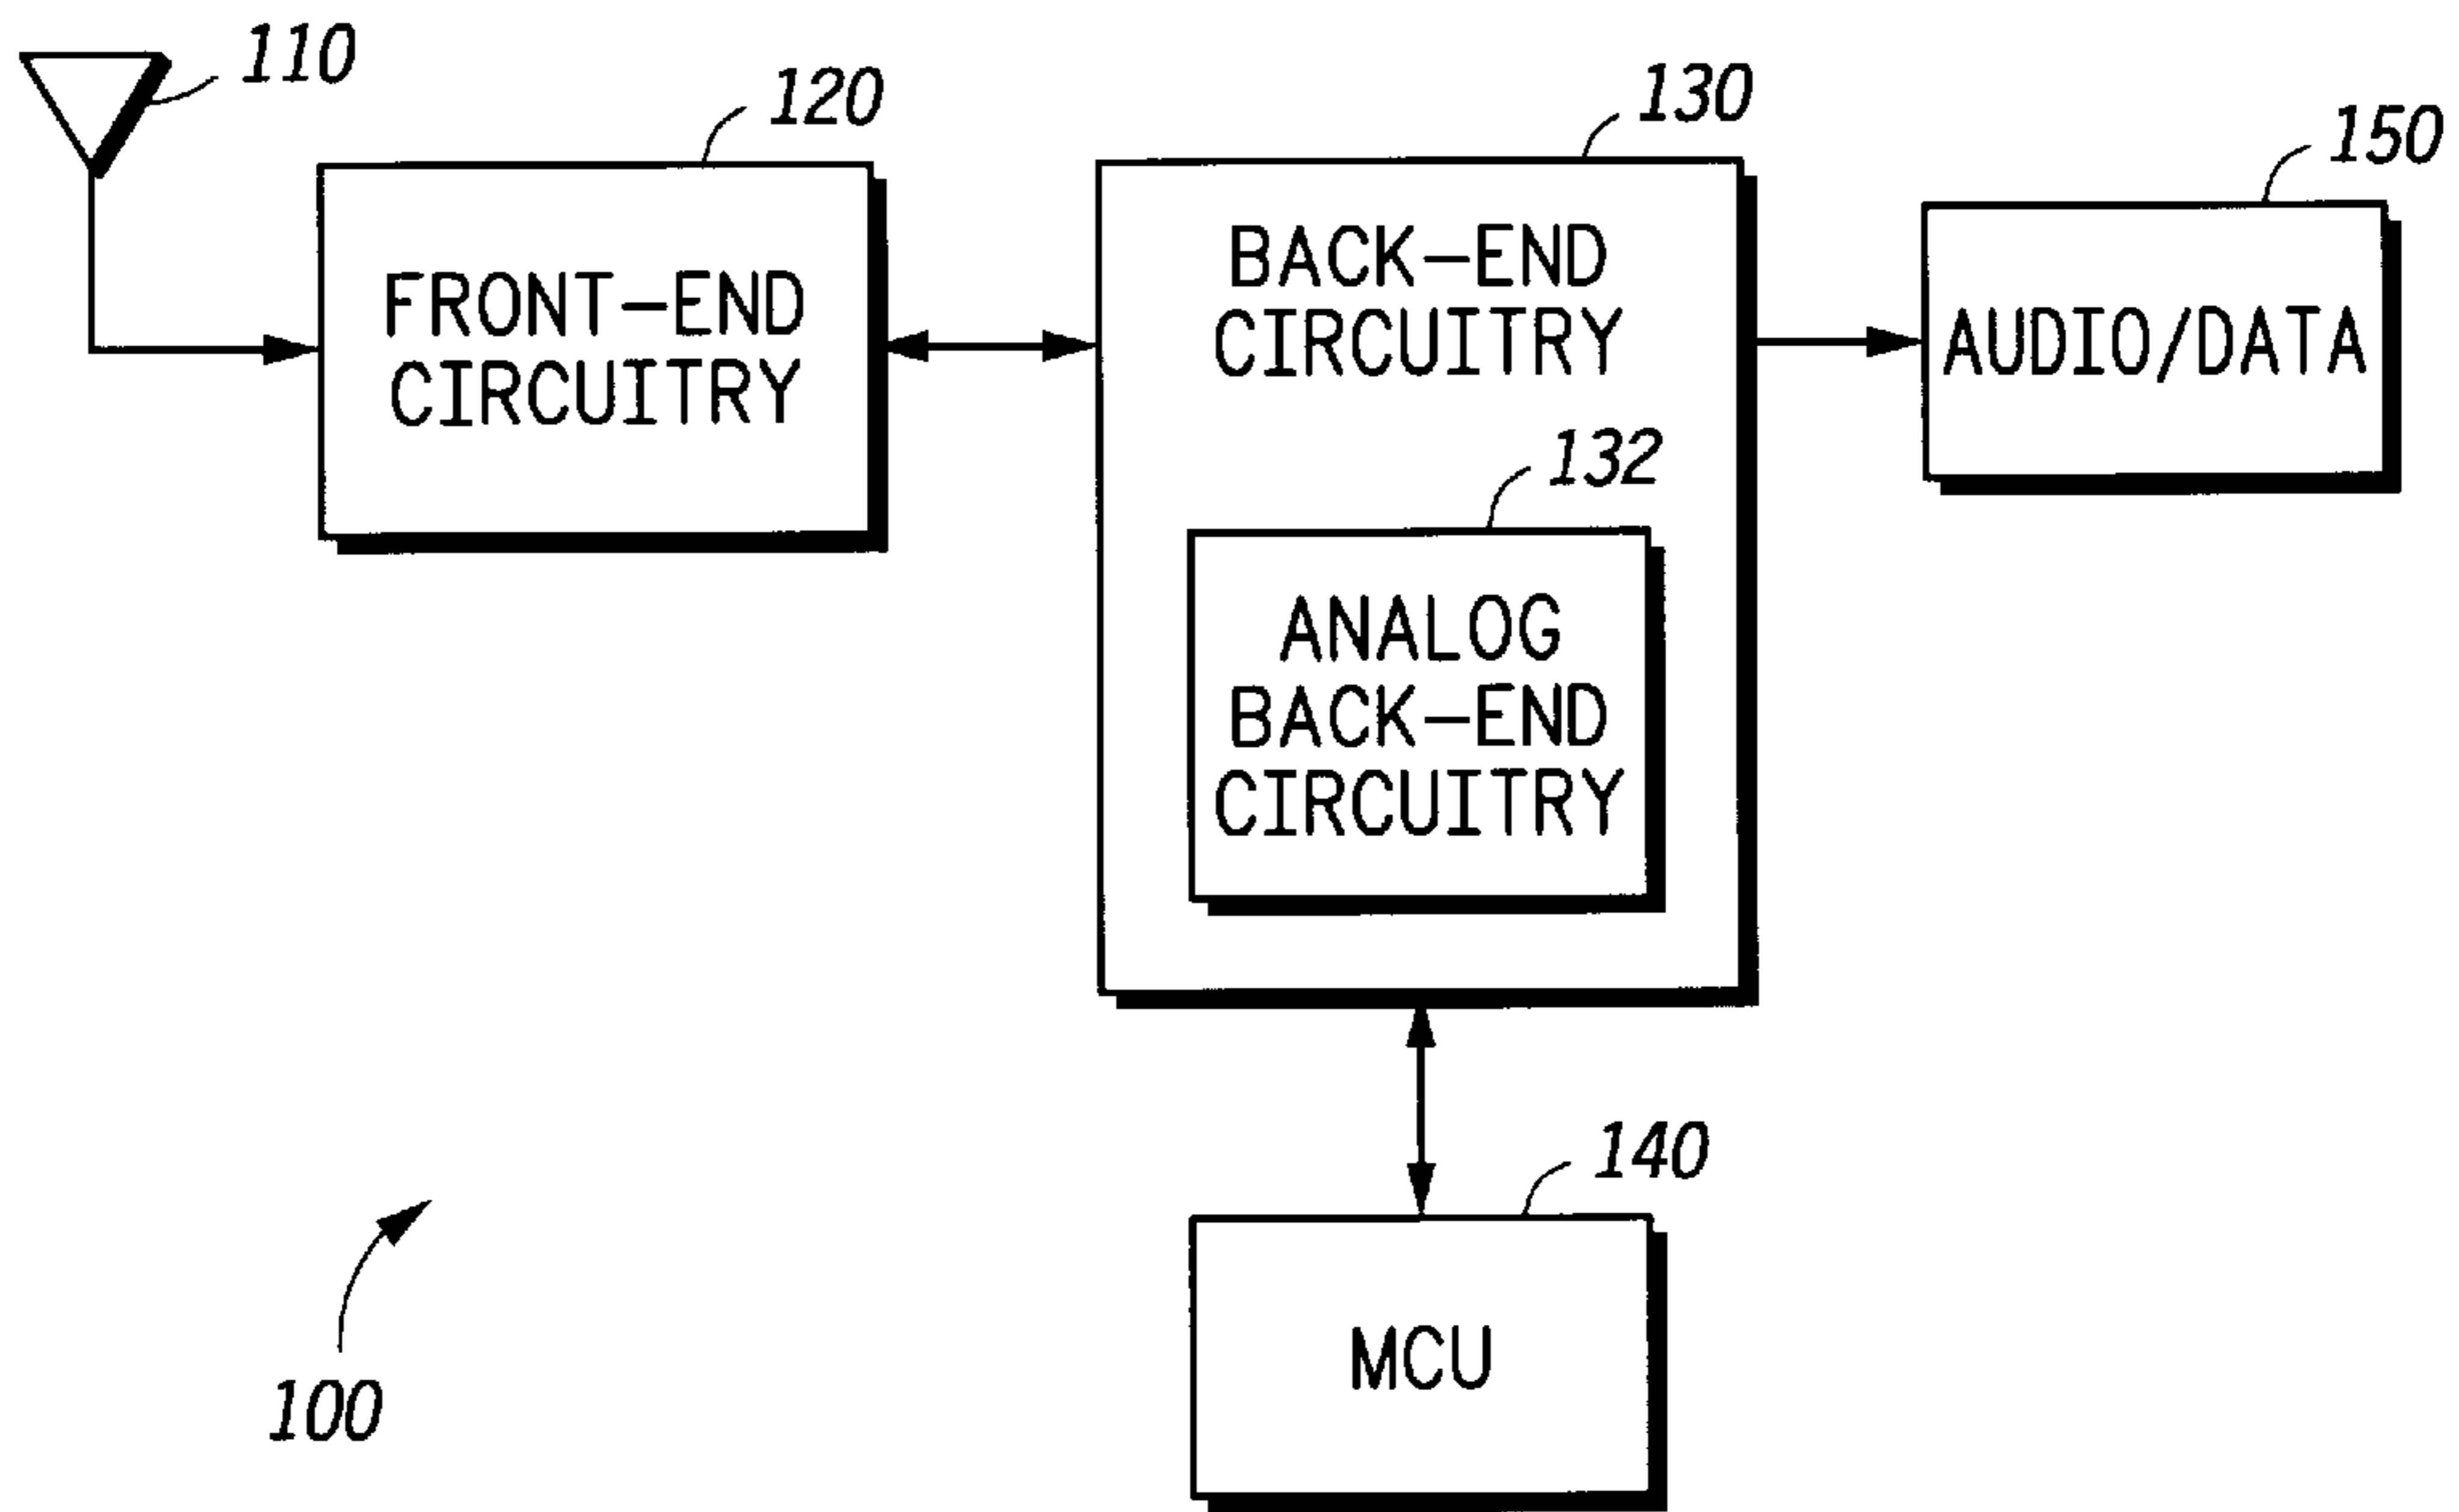 110
120
130
150
FRONT-END
CIRCUITRY
BACK-END
CIRCUITRY
AUDIO/DATA
132
ANALOG
BACK-END
CIRCUITRY
140
MCU
100